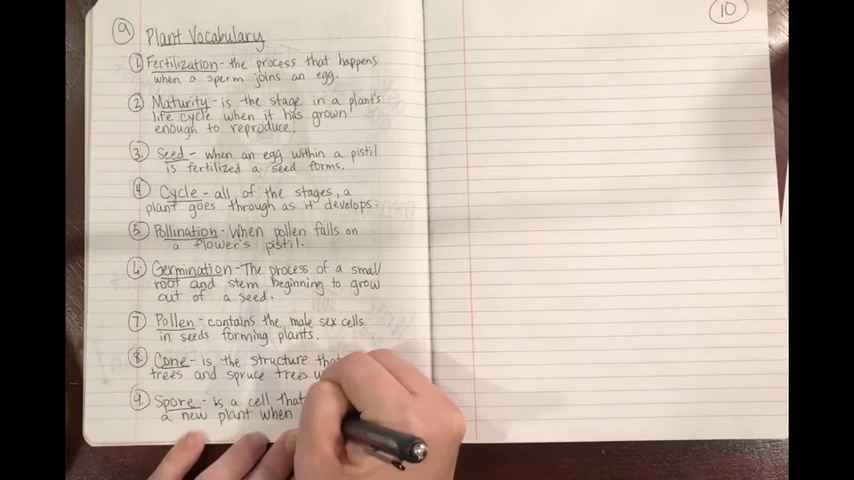 9 Plant Vocabulary
10
1 Fertilization - the process that happens
when a sperm joins an egg.
2 Maturity - is the stage in a plant's
life cycle when it has grown
enough to reproduce.
3. Seed - when an egg within a pistil
is fertilized a seed forms.
4 Cycle - all of the stages, a
plant goes through as it develops.
5. Pollination - When pollen falls on
a flower's pistil.
6. Germination - The process of a small
root and stem beginning to grow
out of a seed.
7 Pollen - contains the male sex cells
in seeds forming plants.
8. Cone - is the structure that
trees and spruce trees
9. Spore - is a cell that
a new plant when